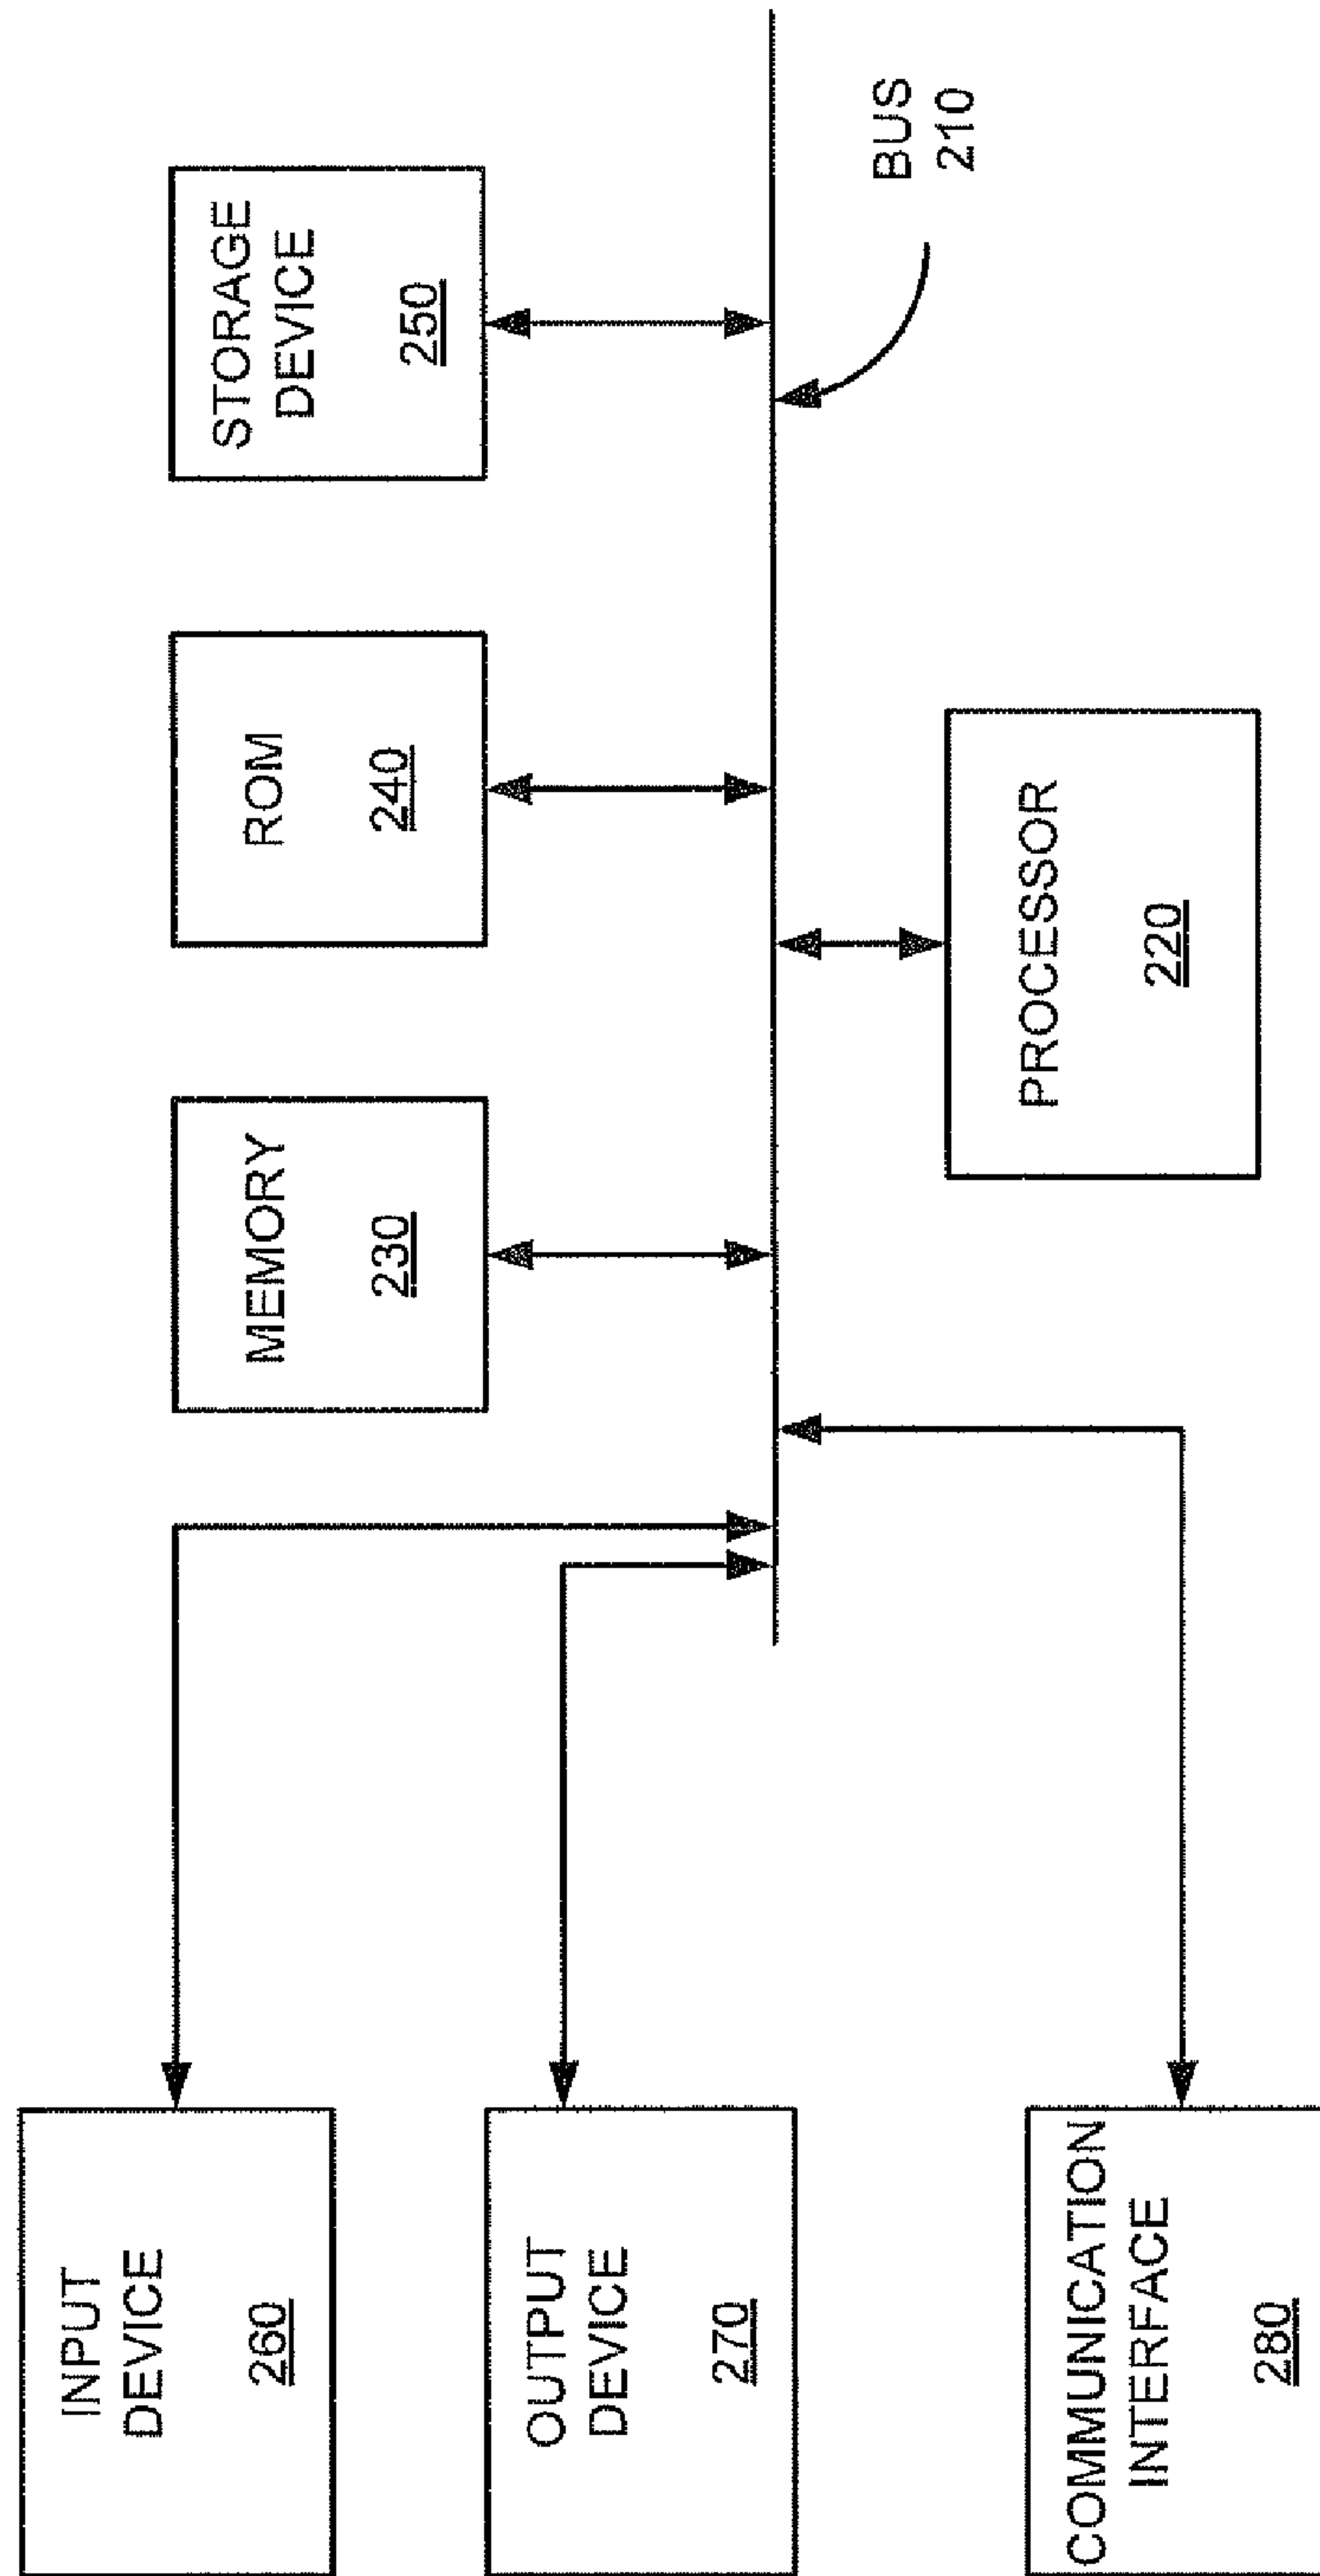 INPUT
DEVICE
260
OUTPUT
DEVICE
270
COMMUNICATION
INTERFACE
280
MEMORY
230
ROM
240
STORAGE
DEVICE
250
PROCESSOR
220
BUS
210